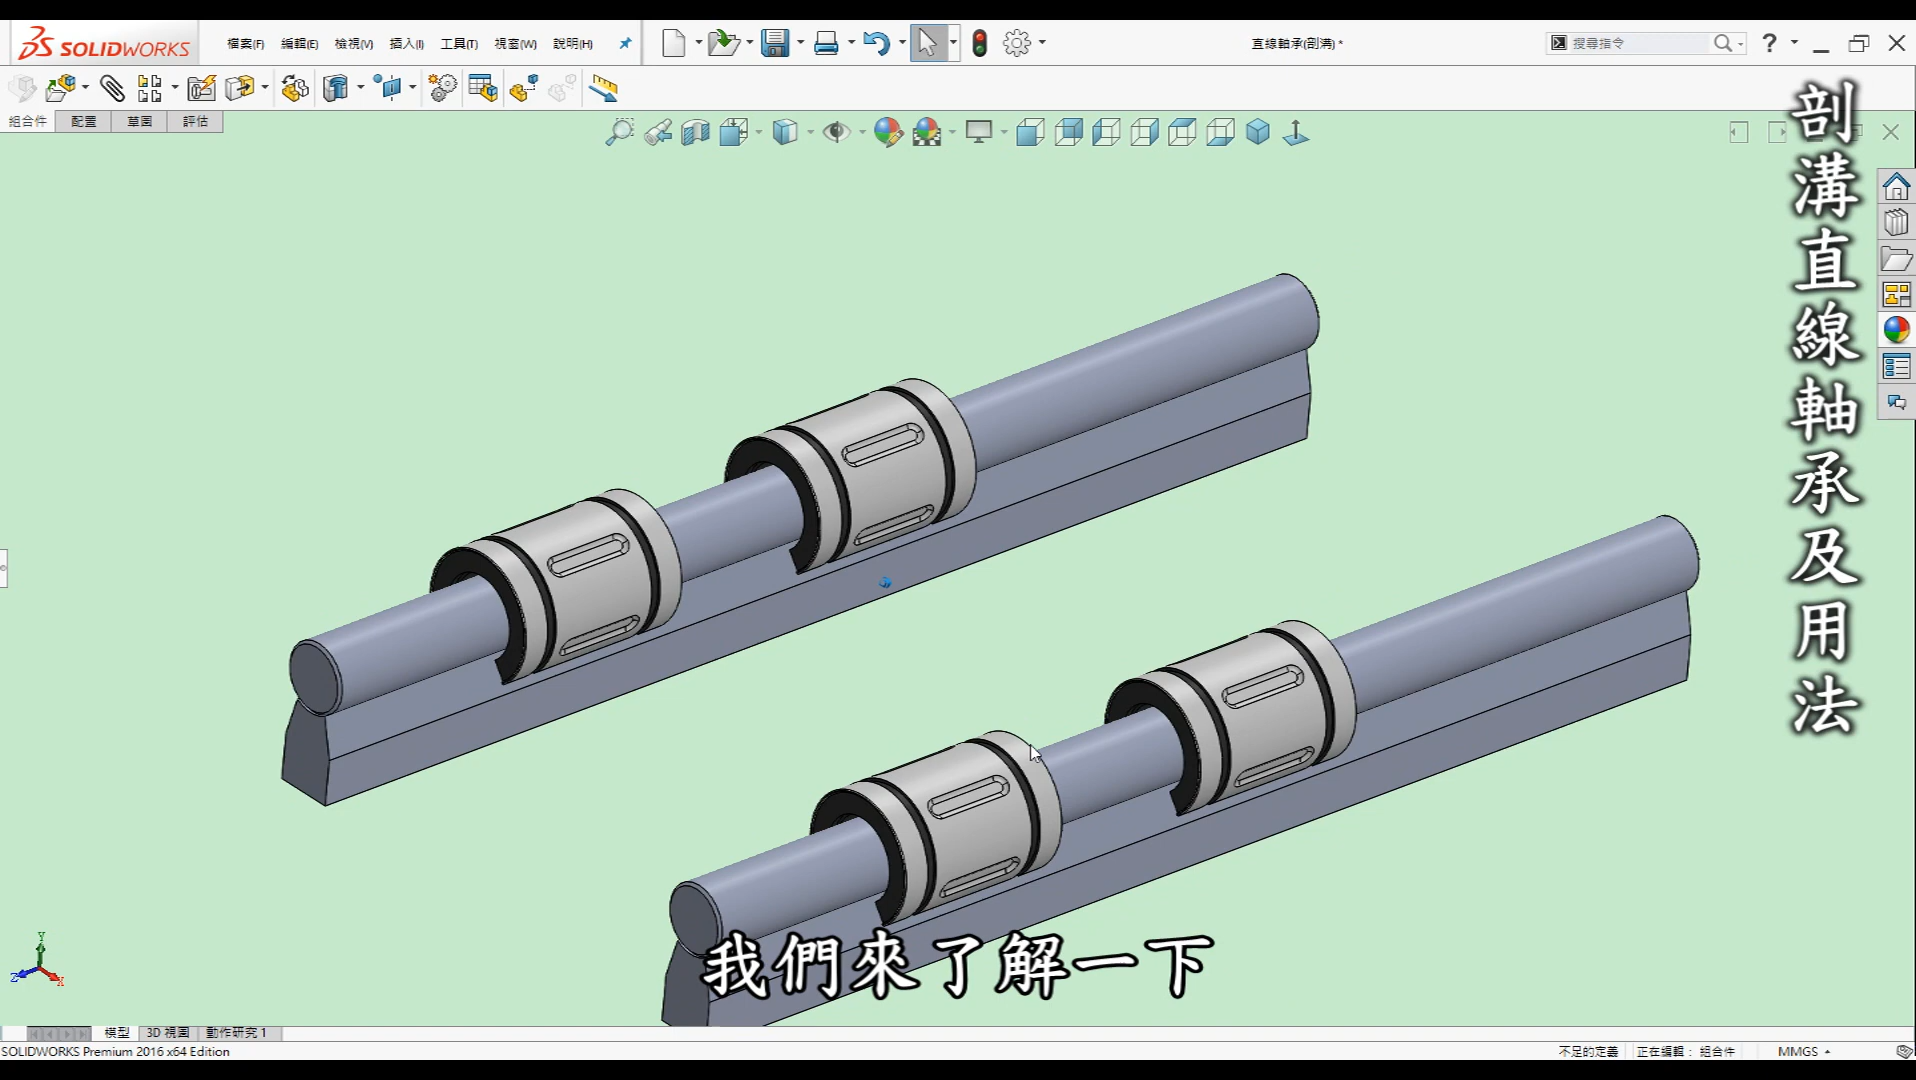 SOLIDWORKS
檔案(F) 編輯(E) 檢視(V) 插入(I) 工具(T) 視窗(W) 說明(H)
直線軸承(剖溝) *
搜尋指令
組合件 配置 草圖 評估
剖溝直線軸承及用法
我們來了解一下
Y
Z
X
模型 3D 視圖 動作研究 1
SOLIDWORKS Premium 2016 x64 Edition
不足的定義 正在編輯： 組合件 MMGS